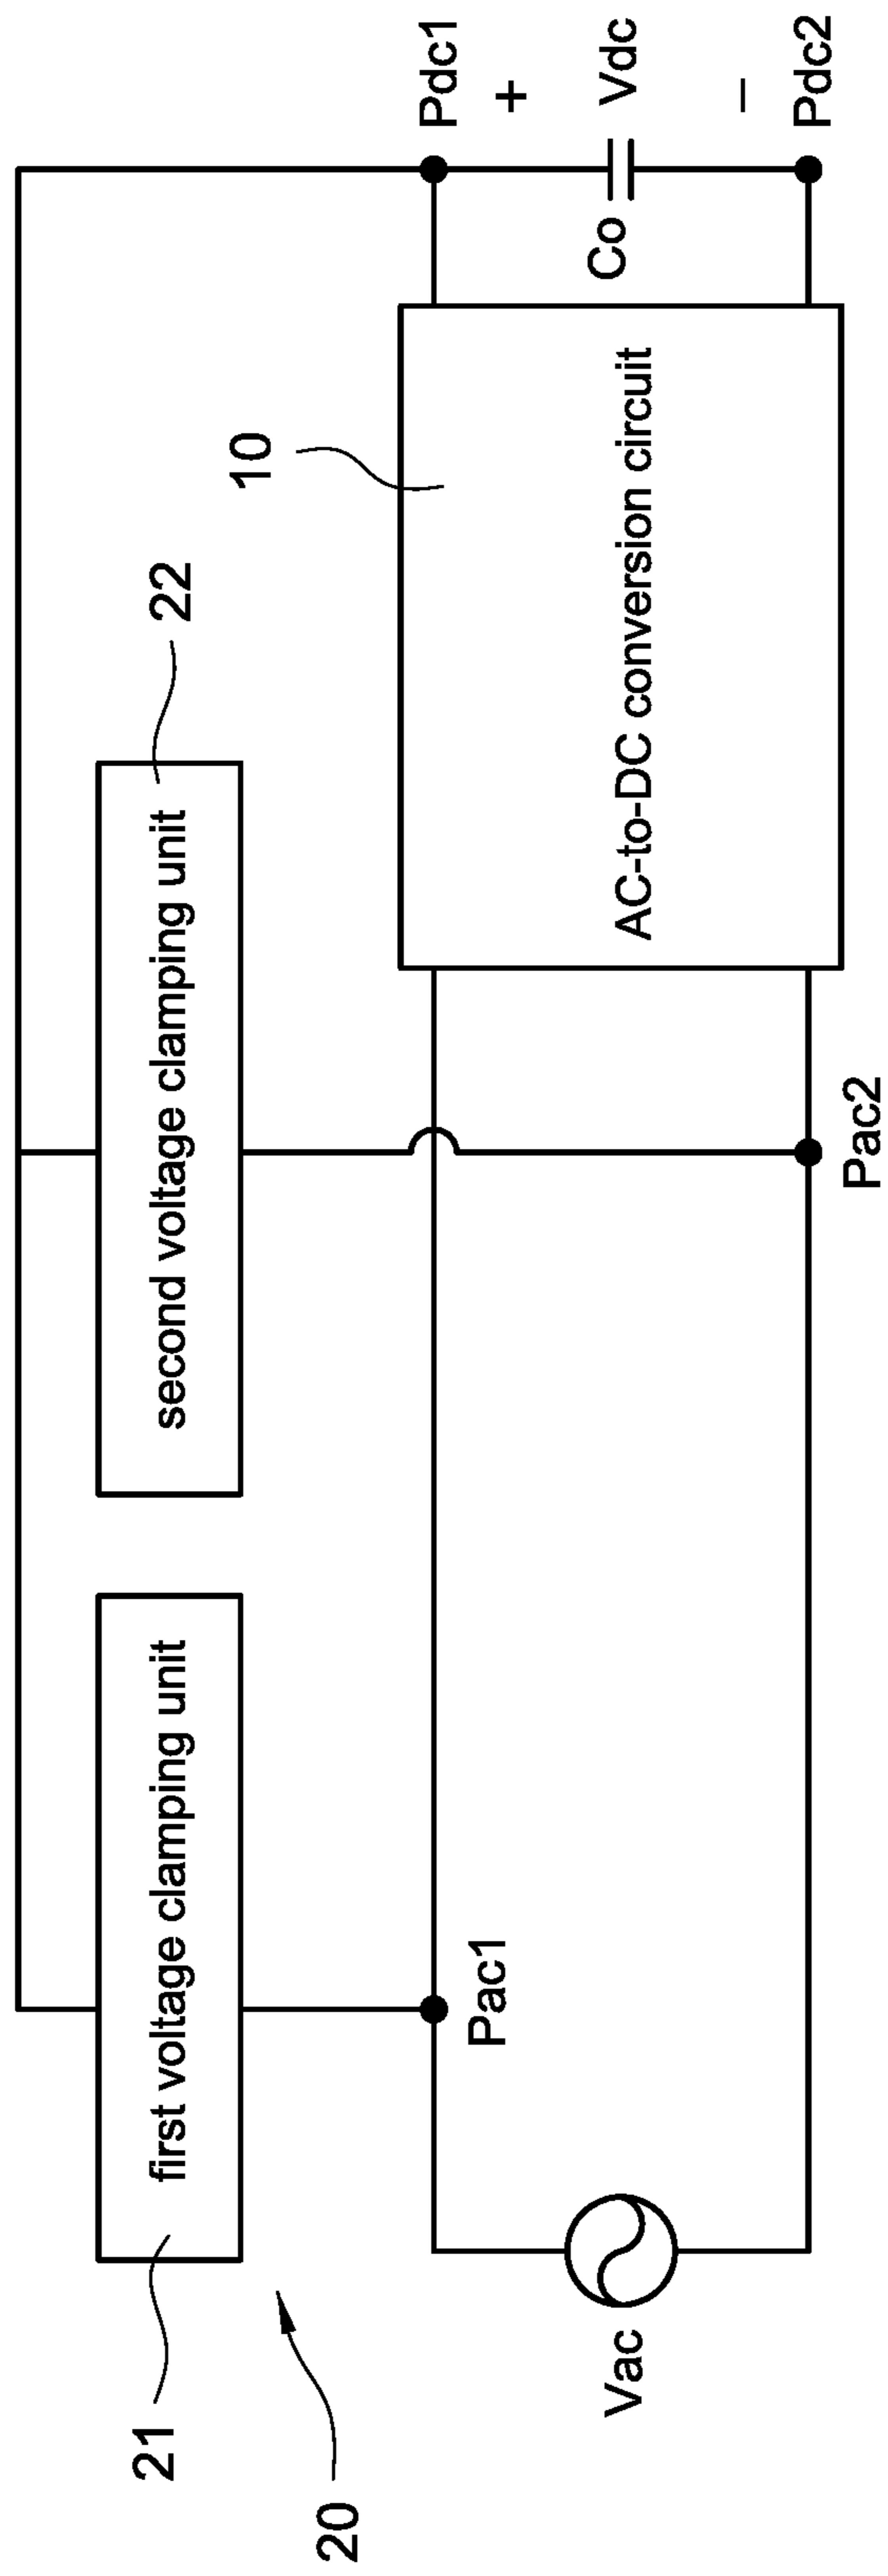 20
21
22
first voltage clamping unit
second voltage clamping unit
10
Pdc1
+
Pac1
Vac
AC-to-DC conversion circuit
Co
Vdc
−
Pac2
Pdc2